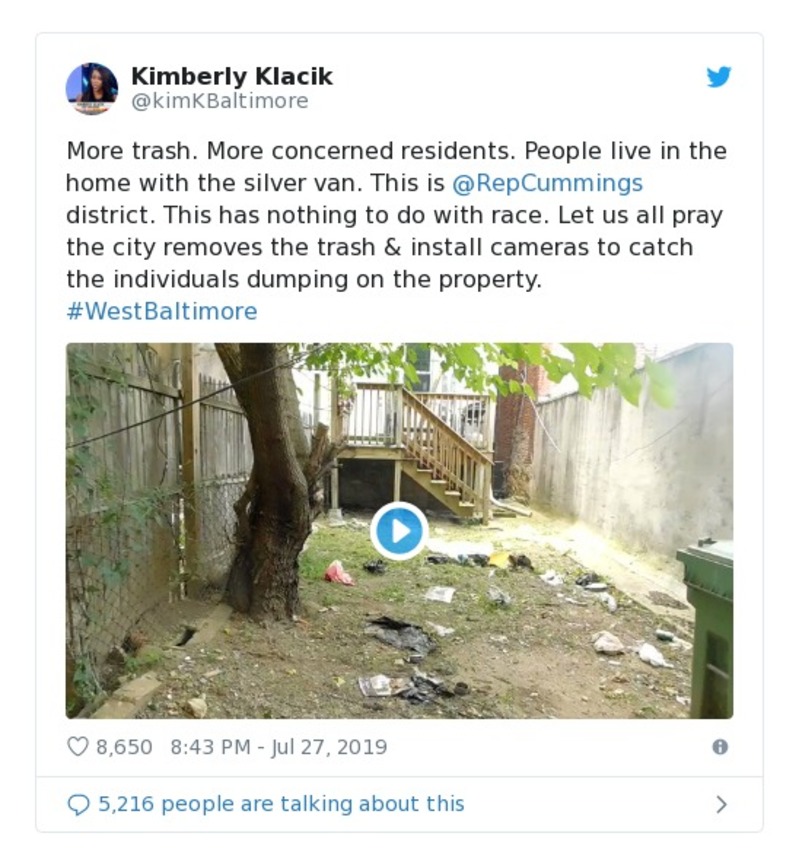 Kimberly Klacik
@kimKBaltimore
More trash. More concerned residents. People live in the
home with the silver van. This is @RepCummings
district. This has nothing to do with race. Let us all pray
the city removes the trash & install cameras to catch
the individuals dumping on the property.
#WestBaltimore
8,650 8:43 PM - Jul 27, 2019
5,216 people are talking about this